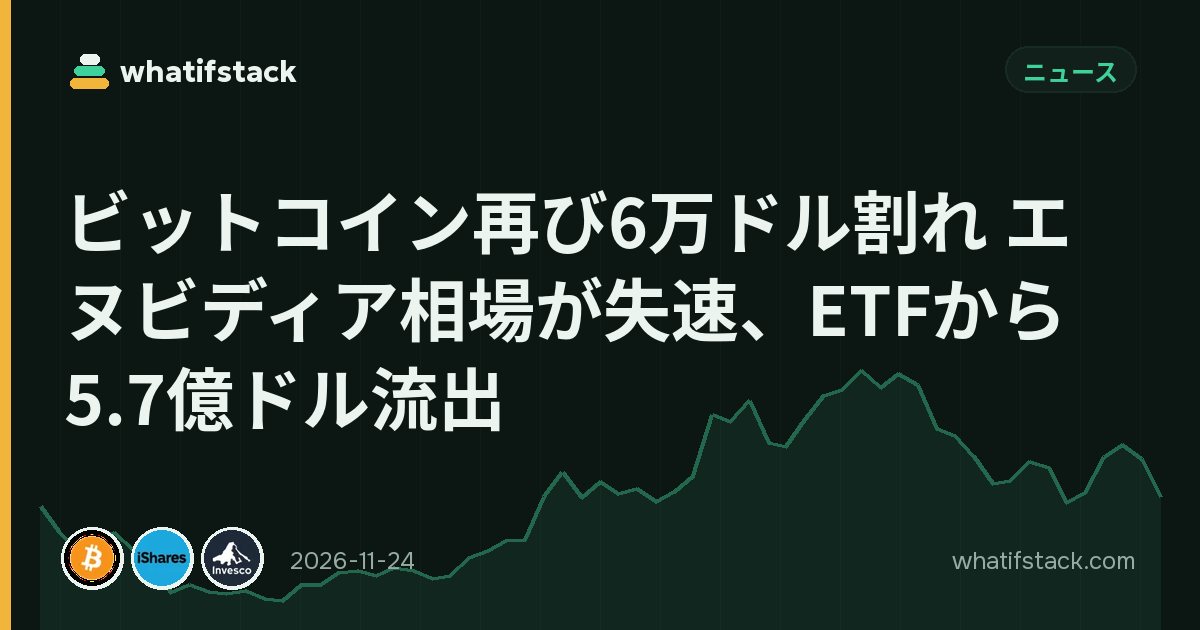 whatifstack
ニュース
ビットコイン再び6万ドル割れ エ
ヌビディア相場が失速、ETFから
5.7億ドル流出
iShares
Invesco
2026-11-24
whatifstack.com